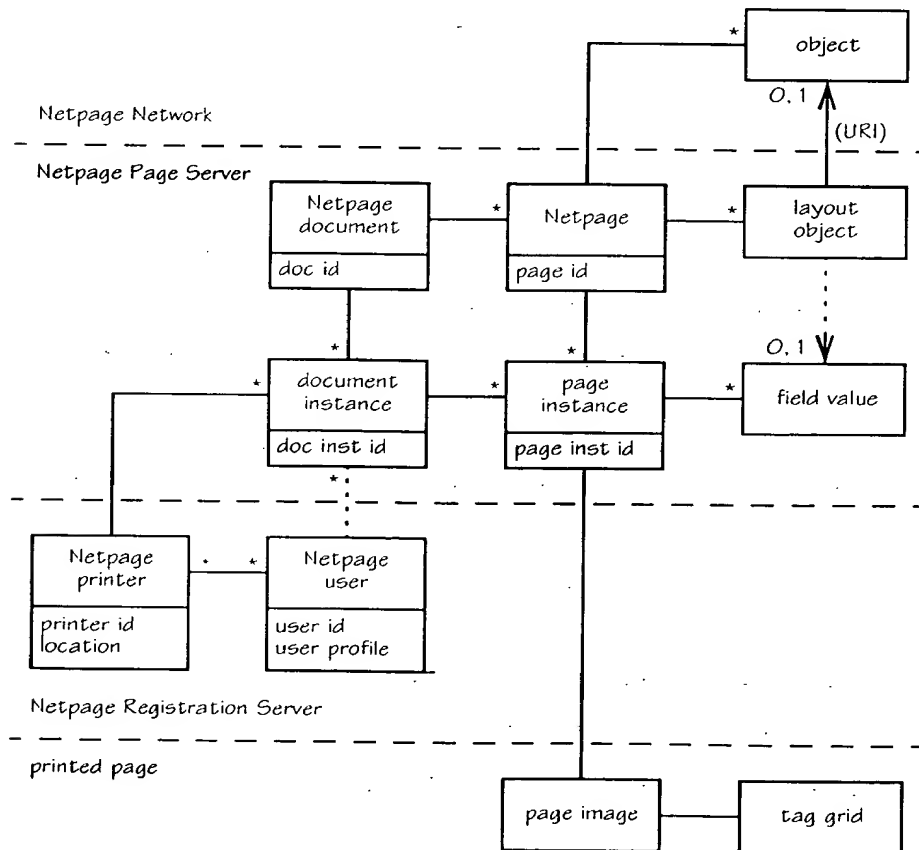 *
object
0, 1
(URI)
Netpage Network
Netpage Page Server
Netpage
document
doc id
*
Netpage
page id
*
layout
object
*
*
0, 1
*
document
instance
doc inst id
*
page
instance
page inst id
*
field value
*
Netpage
printer
printer id
location
*
*
Netpage
user
user id
user profile
Netpage Registration Server
printed page
page image
tag grid